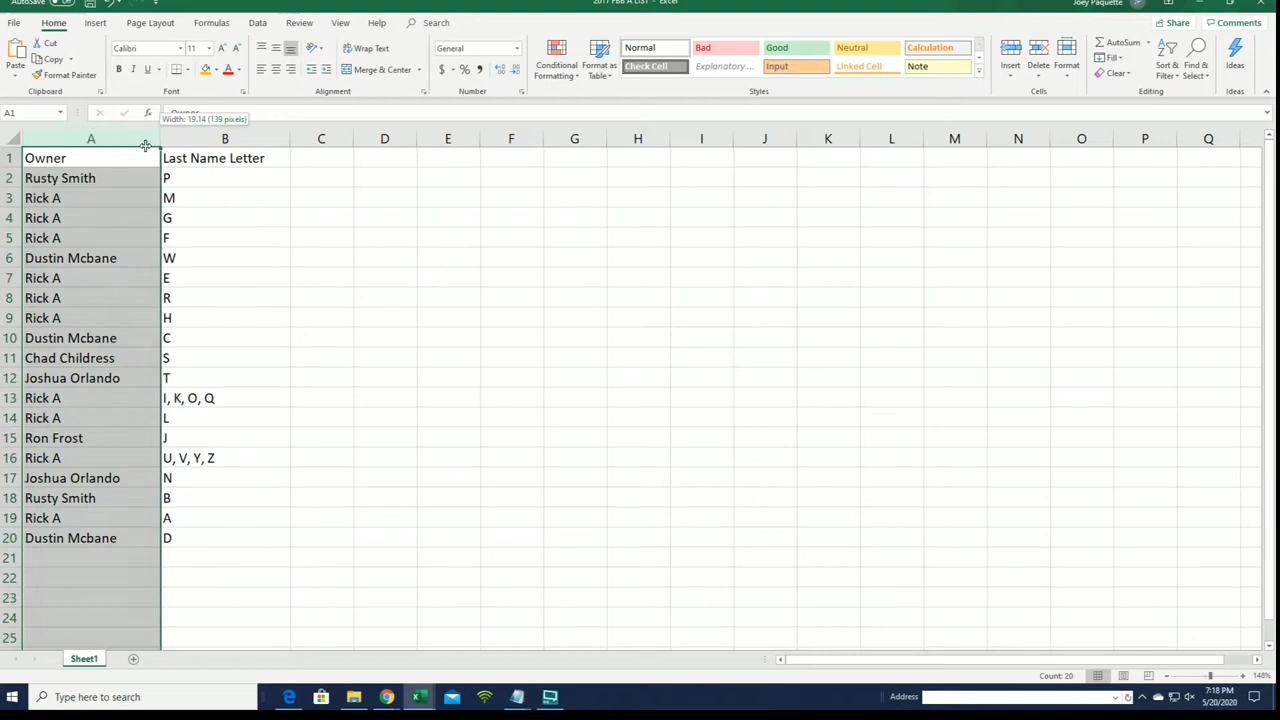 AutoSave Off 2017 FBB A LIST - Excel Joey Paquette JP
File Home Insert Page Layout Formulas Data Review View Help Search Share Comments
Paste Cut Copy Format Painter Clipboard
Calibri 11 A A B I U A Font
Wrap Text Merge & Center Alignment
General $ % , Number
Conditional Formatting Format as Table
Normal Bad Good Neutral Calculation
Check Cell Explanatory ... Input Linked Cell Note
Styles
Insert Delete Format Cells
AutoSum Fill Clear Sort & Filter Find & Select Editing
Ideas Ideas
A1 fx Owner
Width: 19.14 (139 pixels)
A B C D E F G H I J K L M N O P Q
1 Owner Last Name Letter
2 Rusty Smith P
3 Rick A M
4 Rick A G
5 Rick A F
6 Dustin Mcbane W
7 Rick A E
8 Rick A R
9 Rick A H
10 Dustin Mcbane C
11 Chad Childress S
12 Joshua Orlando T
13 Rick A I, K, O, Q
14 Rick A L
15 Ron Frost J
16 Rick A U, V, Y, Z
17 Joshua Orlando N
18 Rusty Smith B
19 Rick A A
20 Dustin Mcbane D
21
22
23
24
25
Sheet1
Count: 20 148%
Type here to search Address 7:18 PM
5/20/2020